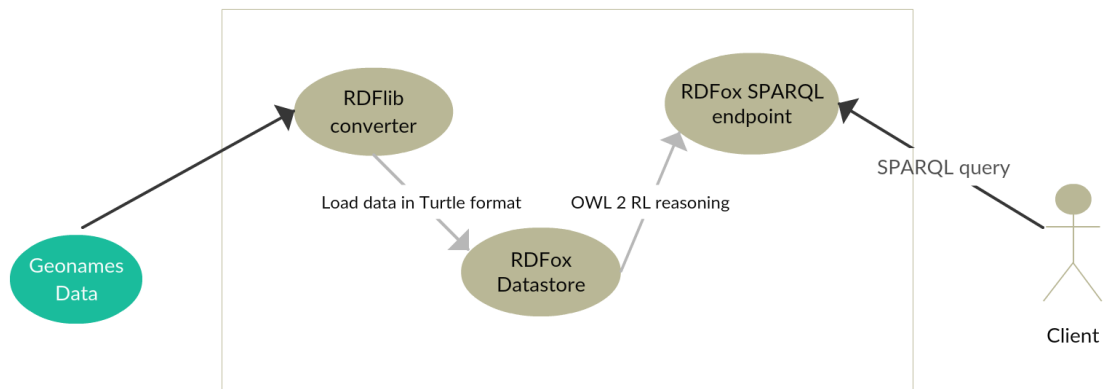 RDFlib
converter
RDFox SPARQL
endpoint
SPARQL query
Load data in Turtle format
OWL 2 RL reasoning
Geonames
Data
RDFox
Datastore
Client